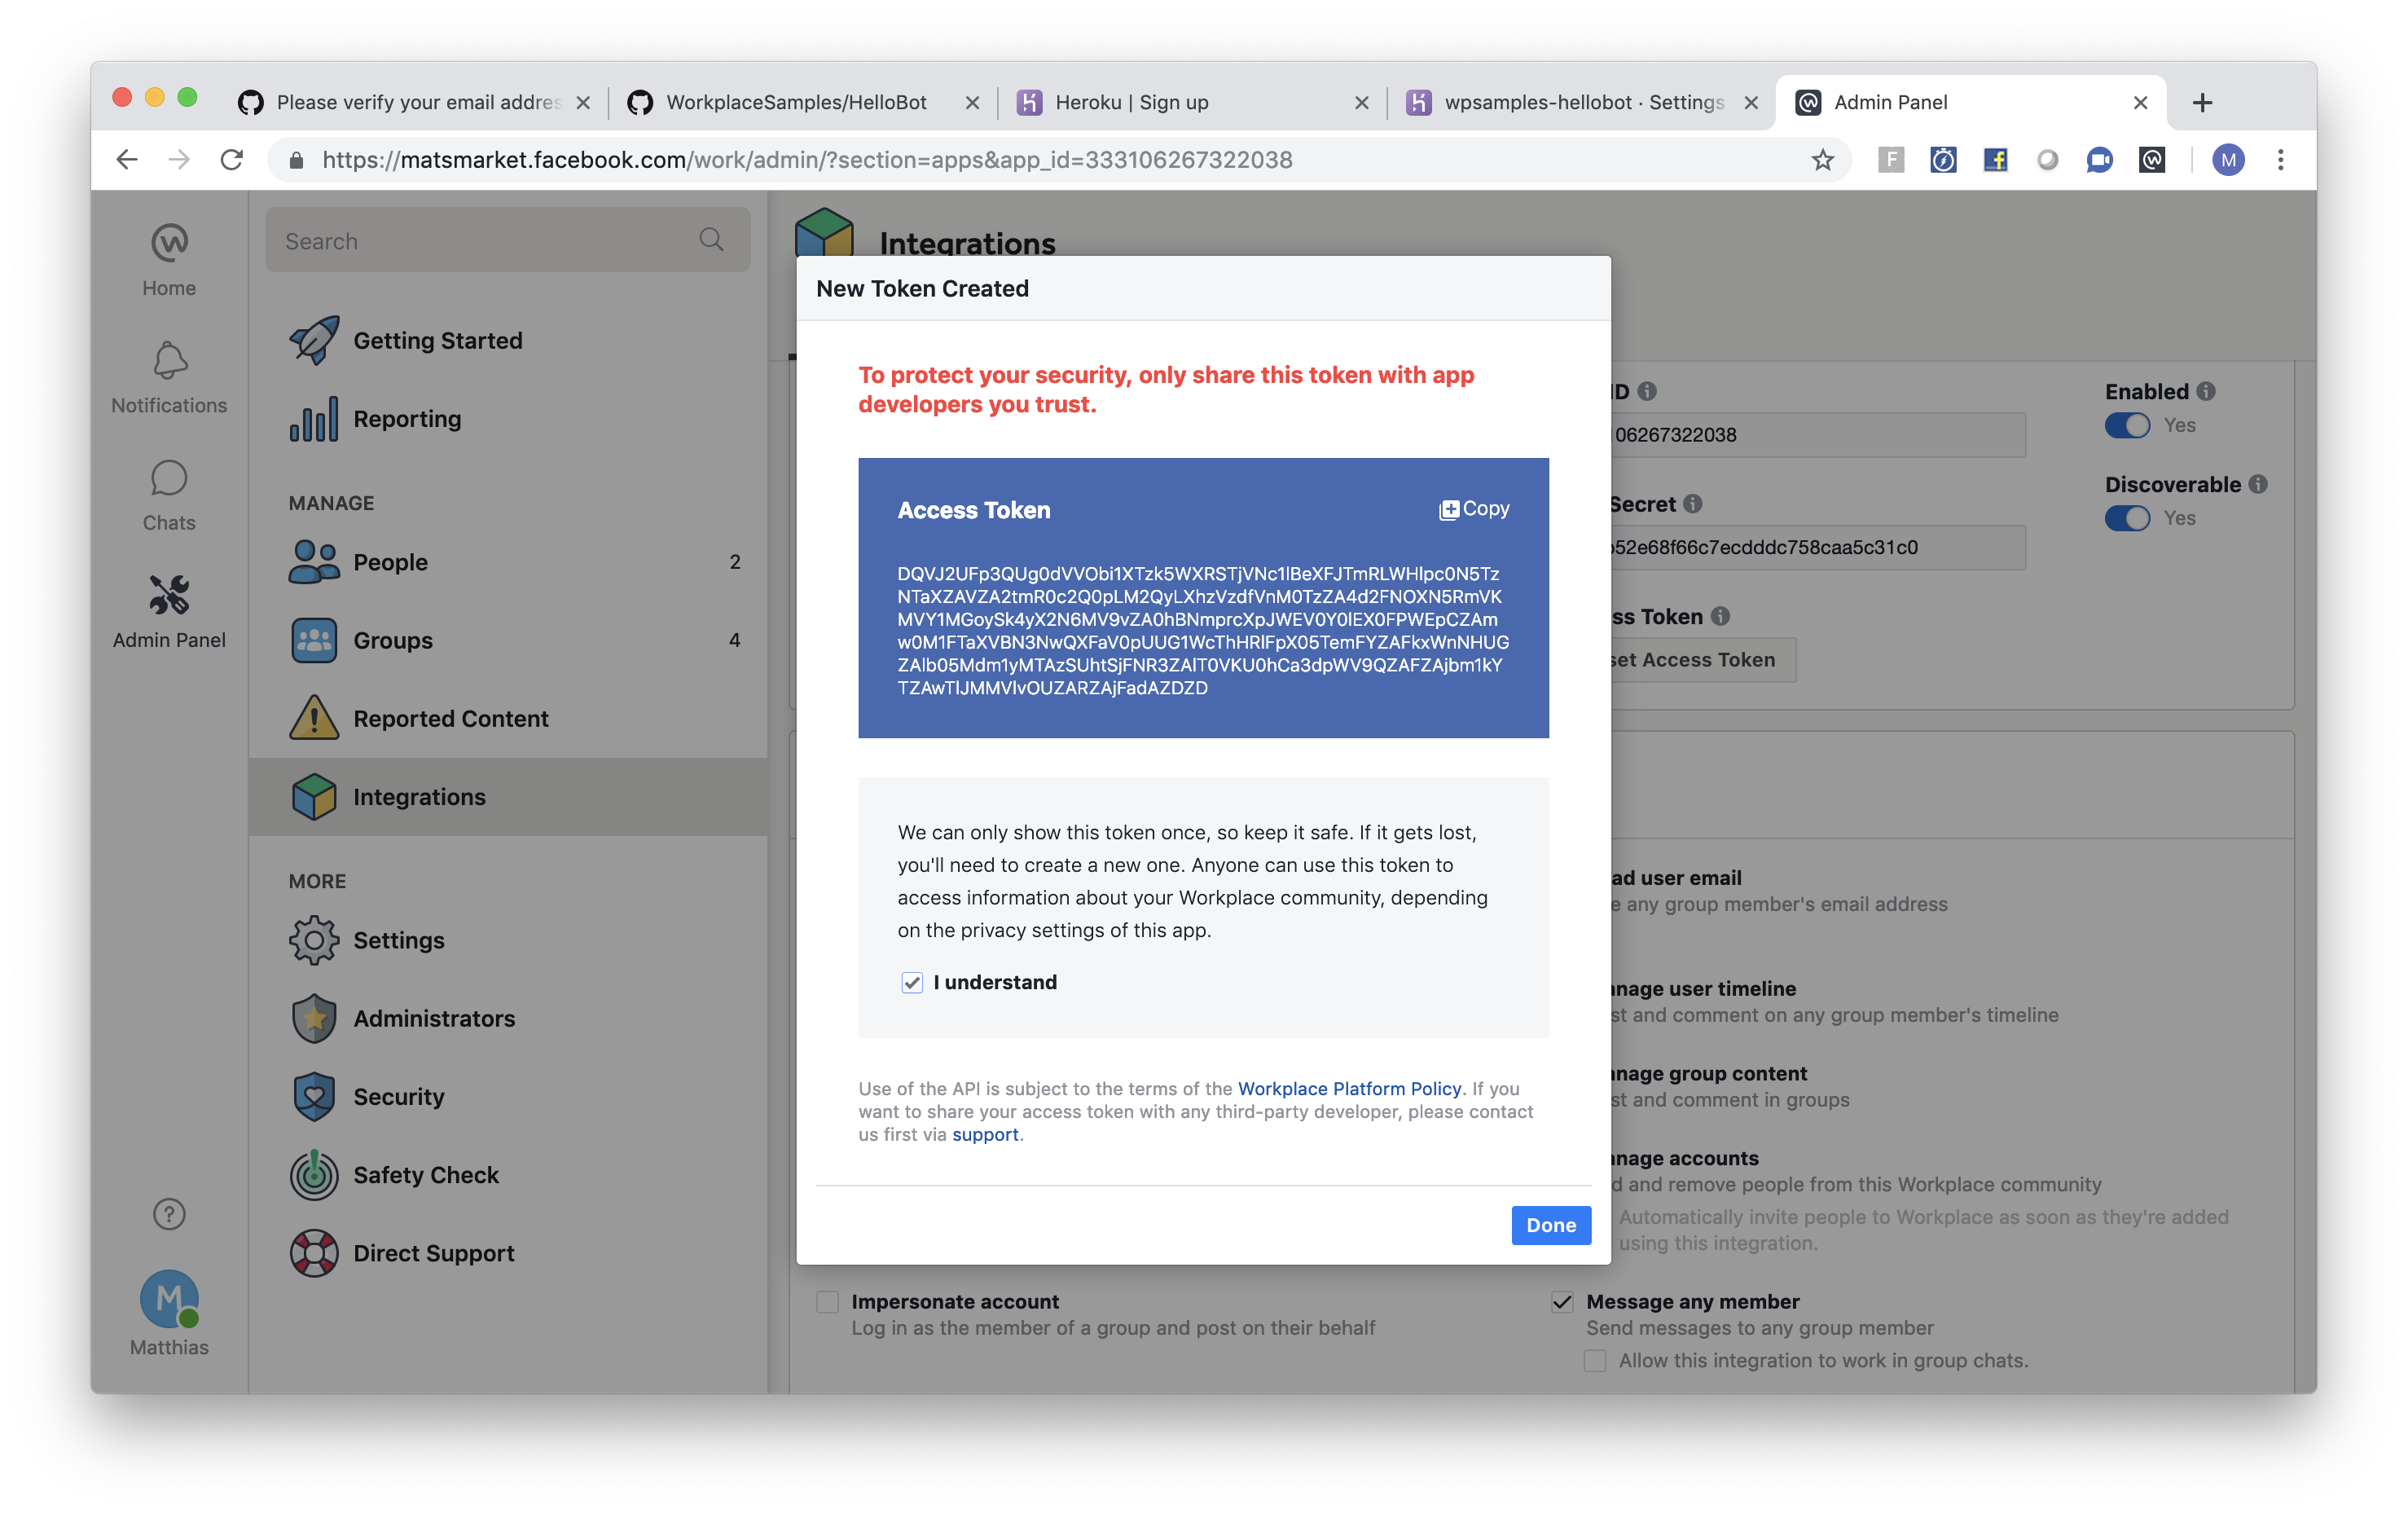 Please verify your email addres
WorkplaceSamples/HelloBot
Heroku | Sign up
wpsamples-hellobot · Settings
Admin Panel
https://matsmarket.facebook.com/work/admin/?section=apps&app_id=333106267322038
F
M
Home
Notifications
Chats
Admin Panel
M
Matthias
Search
Getting Started
Reporting
MANAGE
People 2
Groups 4
Reported Content
Integrations
MORE
Settings
Administrators
Security
Safety Check
Direct Support
Integrations
New Token Created
To protect your security, only share this token with app
developers you trust.
Access Token
Copy
DQVJ2UFp3QUg0dVVObi1XTzk5WXRSTjVNc1lBeXFJTmRLWHlpc0N5Tz
NTaXZAVZA2tmR0c2Q0pLM2QyLXhzVzdfVnM0TzZA4d2FNOXN5RmVK
MVY1MGoySk4yX2N6MV9vZA0hBNmprcXpJWEV0Y0lEX0FPWEpCZAm
w0M1FTaXVBN3NwQXFaV0pUUG1WcThHRlFpX05TemFYZAFkxWnNHUG
ZAlb05Mdm1yMTAzSUhtSjFNR3ZAlT0VKU0hCa3dpWV9QZAFZAjbm1kY
TZAwTlJMMVlvOUZARZAjFadAZDZD
We can only show this token once, so keep it safe. If it gets lost,
you'll need to create a new one. Anyone can use this token to
access information about your Workplace community, depending
on the privacy settings of this app.
I understand
Use of the API is subject to the terms of the Workplace Platform Policy. If you
want to share your access token with any third-party developer, please contact
us first via support.
Done
ID
06267322038
Secret
52e68f66c7ecdddc758caa5c31c0
ss Token
set Access Token
Enabled
Yes
Discoverable
Yes
ad user email
e any group member's email address
anage user timeline
st and comment on any group member's timeline
anage group content
st and comment in groups
anage accounts
d and remove people from this Workplace community
Automatically invite people to Workplace as soon as they're added
using this integration.
Impersonate account
Log in as the member of a group and post on their behalf
Message any member
Send messages to any group member
Allow this integration to work in group chats.